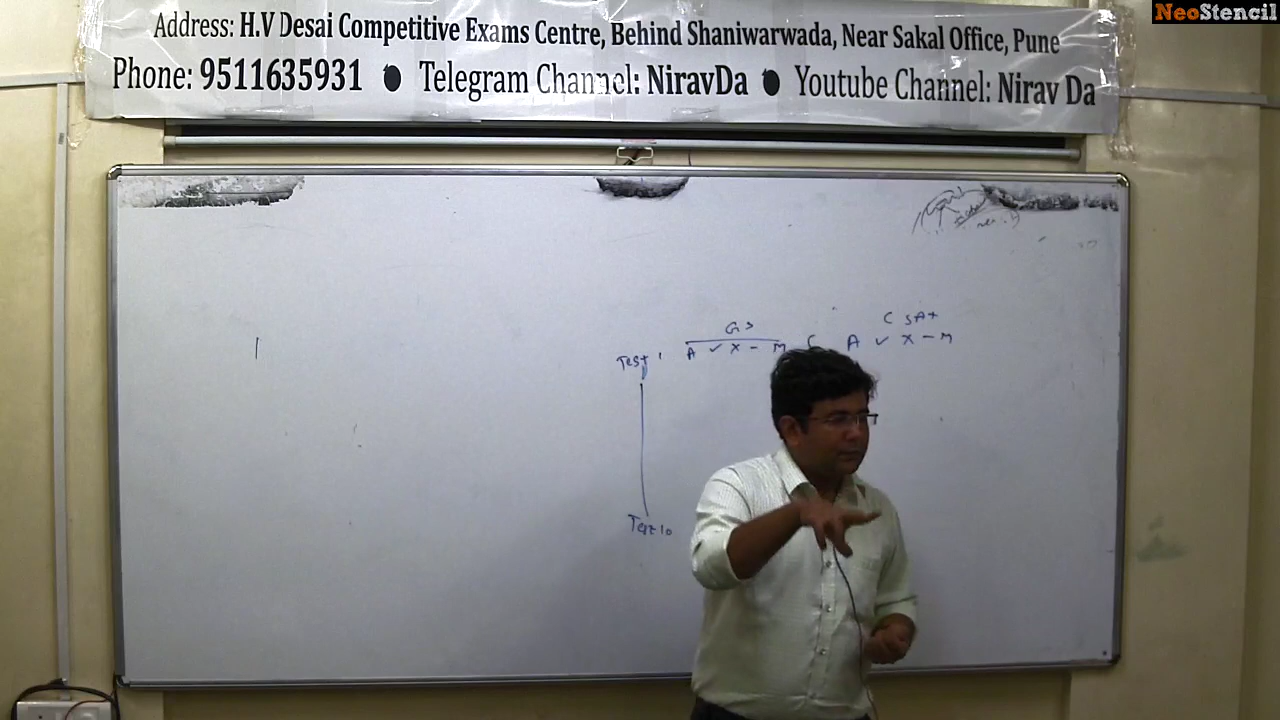 NeoStencil
Address: H.V Desai Competitive Exams Centre, Behind Shaniwarwada, Near Sakal Office, Pune
Phone: 9511635931 ● Telegram Channel: NiravDa ● Youtube Channel: Nirav Da
GS
CSAT
Test 1 A ✓ X - M C A ✓ X - M
Test 10